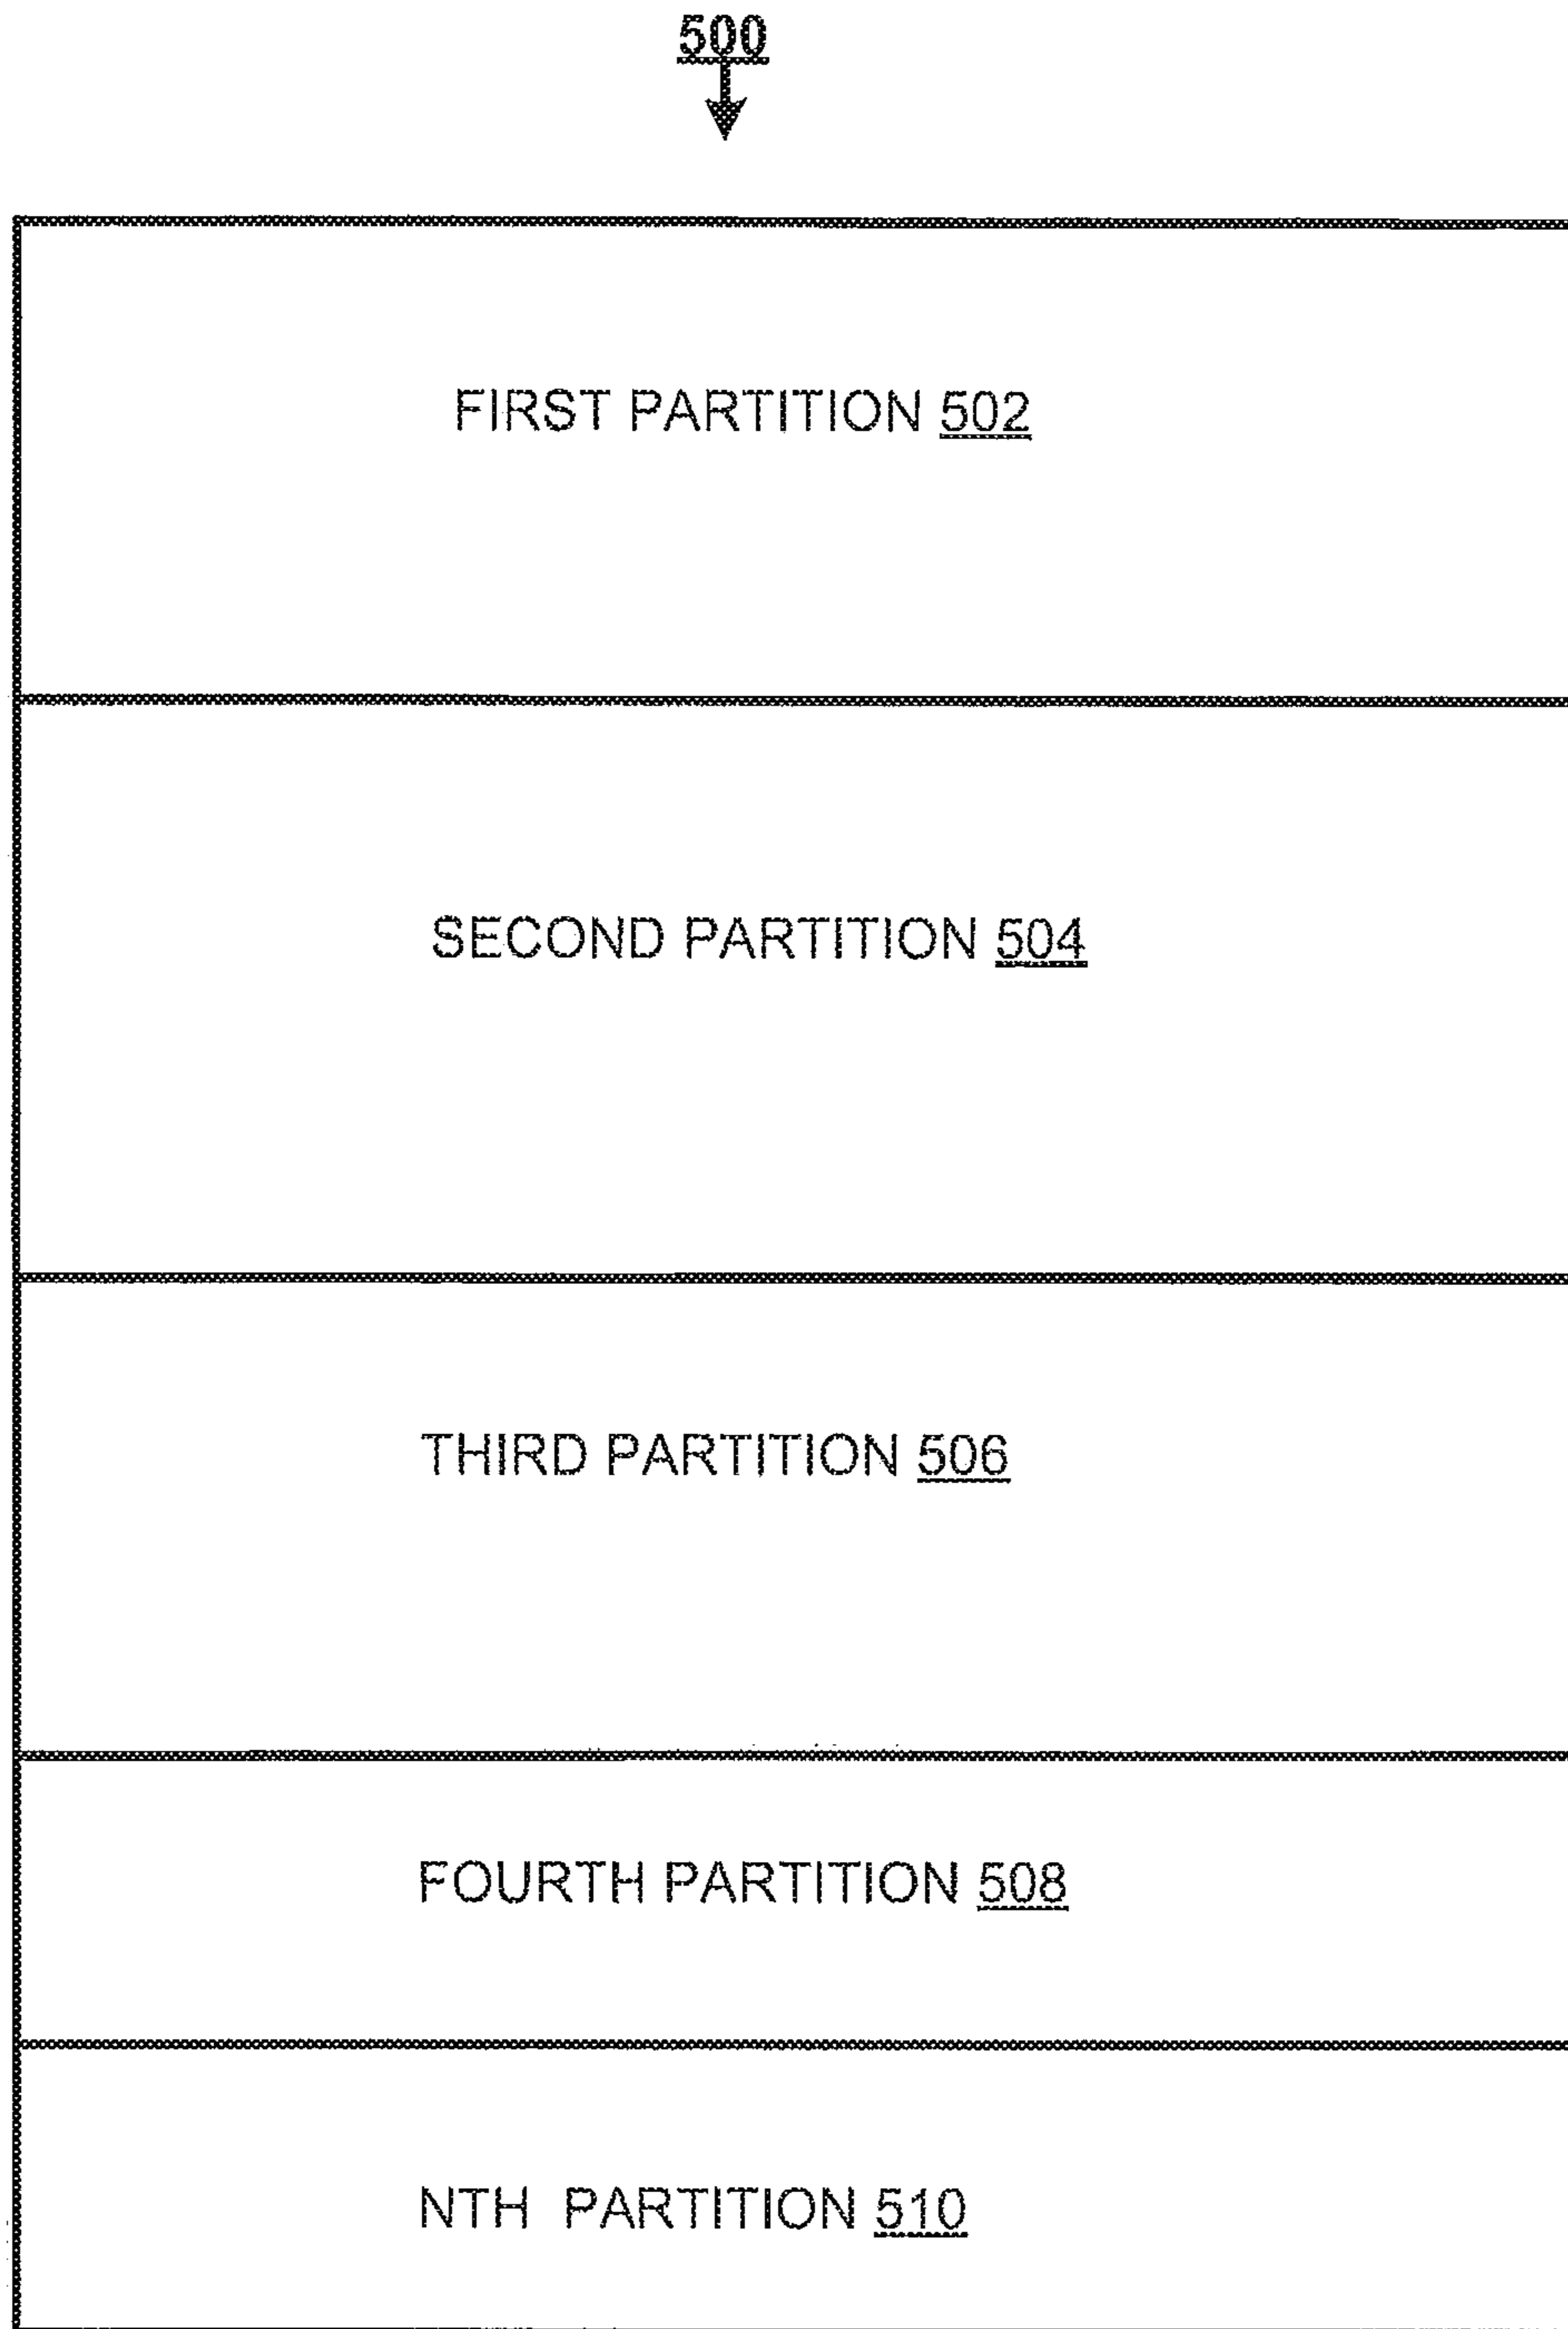 500
FIRST PARTITION 502
SECOND PARTITION 504
THIRD PARTITION 506
FOURTH PARTITION 508
NTH PARTITION 510